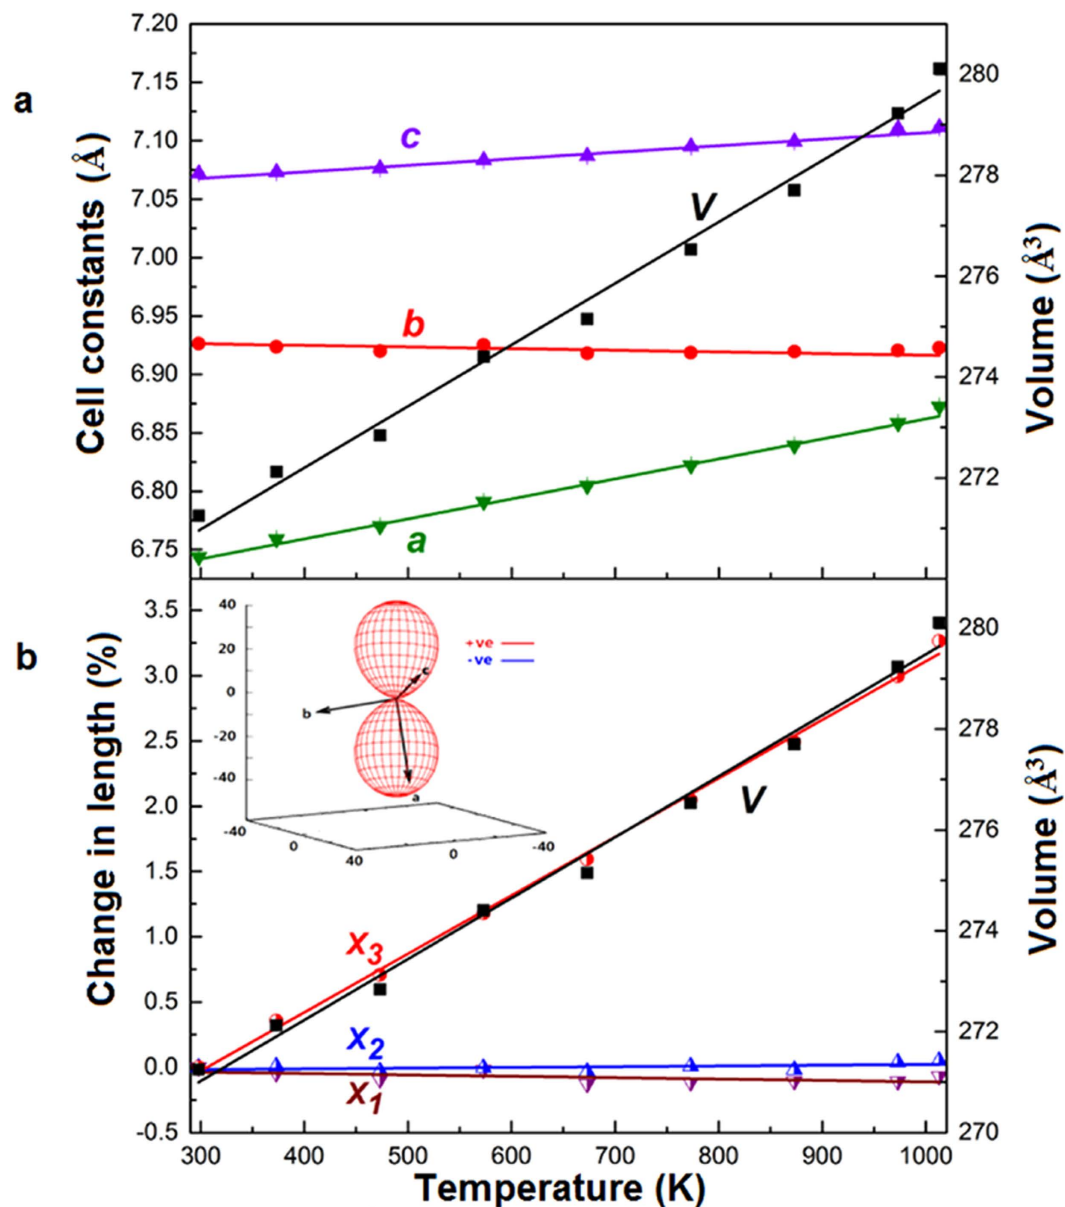 a
Cell constants (Å)
7.20
7.15
7.10
7.05
7.00
6.95
6.90
6.85
6.80
6.75
c
V
b
a
280
278
276
274
272
Volume (Å³)
b
Change in length (%)
3.5
3.0
2.5
2.0
1.5
1.0
0.5
0.0
-0.5
40
20
0
-20
-40
+ve
-ve
c
b
a
-40
0
40
0
-40
V
X₃
X₂
X₁
280
278
276
274
272
270
Volume (Å³)
300 400 500 600 700 800 900 1000
Temperature (K)